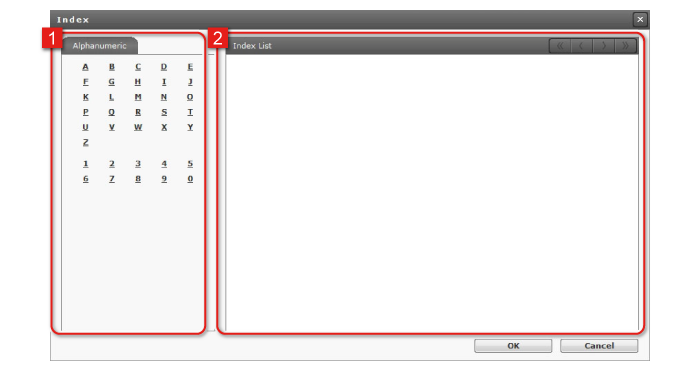 Index
1
2
Alphanumeric
Index List
« ‹ › »
A B C D E
F G H I J
K L M N O
P Q R S T
U V W X Y
Z
1 2 3 4 5
6 7 8 9 0
OK Cancel